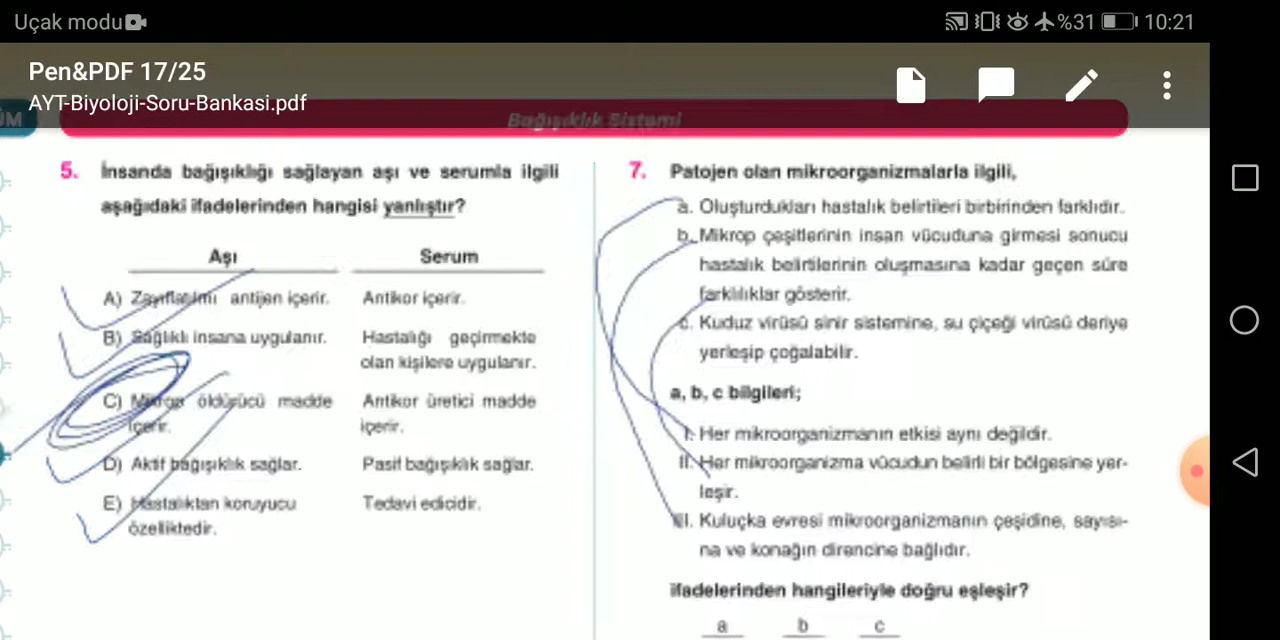 Uçak modu
%31 10:21
Pen&PDF 17/25
AYT-Biyoloji-Soru-Bankasi.pdf
ÜM
Bağışıklık Sistemi
5. İnsanda bağışıklığı sağlayan aşı ve serumla ilgili
aşağıdaki ifadelerinden hangisi yanlıştır?
Aşı Serum
A) Zayıflatılmı antijen içerir. Antikor içerir.
B) Sağlıklı insana uygulanır. Hastalığı geçirmekte
olan kişilere uygulanır.
C) Mikrop öldürücü madde Antikor üretici madde
içerir. içerir.
D) Aktif bağışıklık sağlar. Pasif bağışıklık sağlar.
E) Hastalıktan koruyucu Tedavi edicidir.
özelliktedir.
7. Patojen olan mikroorganizmalarla ilgili,
a. Oluşturdukları hastalık belirtileri birbirinden farklıdır.
b. Mikrop çeşitlerinin insan vücuduna girmesi sonucu
hastalık belirtilerinin oluşmasına kadar geçen süre
farklılıklar gösterir.
c. Kuduz virüsü sinir sistemine, su çiçeği virüsü deriye
yerleşip çoğalabilir.
a, b, c bilgileri;
I. Her mikroorganizmanın etkisi aynı değildir.
II. Her mikroorganizma vücudun belirli bir bölgesine yer-
leşir.
III. Kuluçka evresi mikroorganizmanın çeşidine, sayısı-
na ve konağın direncine bağlıdır.
ifadelerinden hangileriyle doğru eşleşir?
a b c